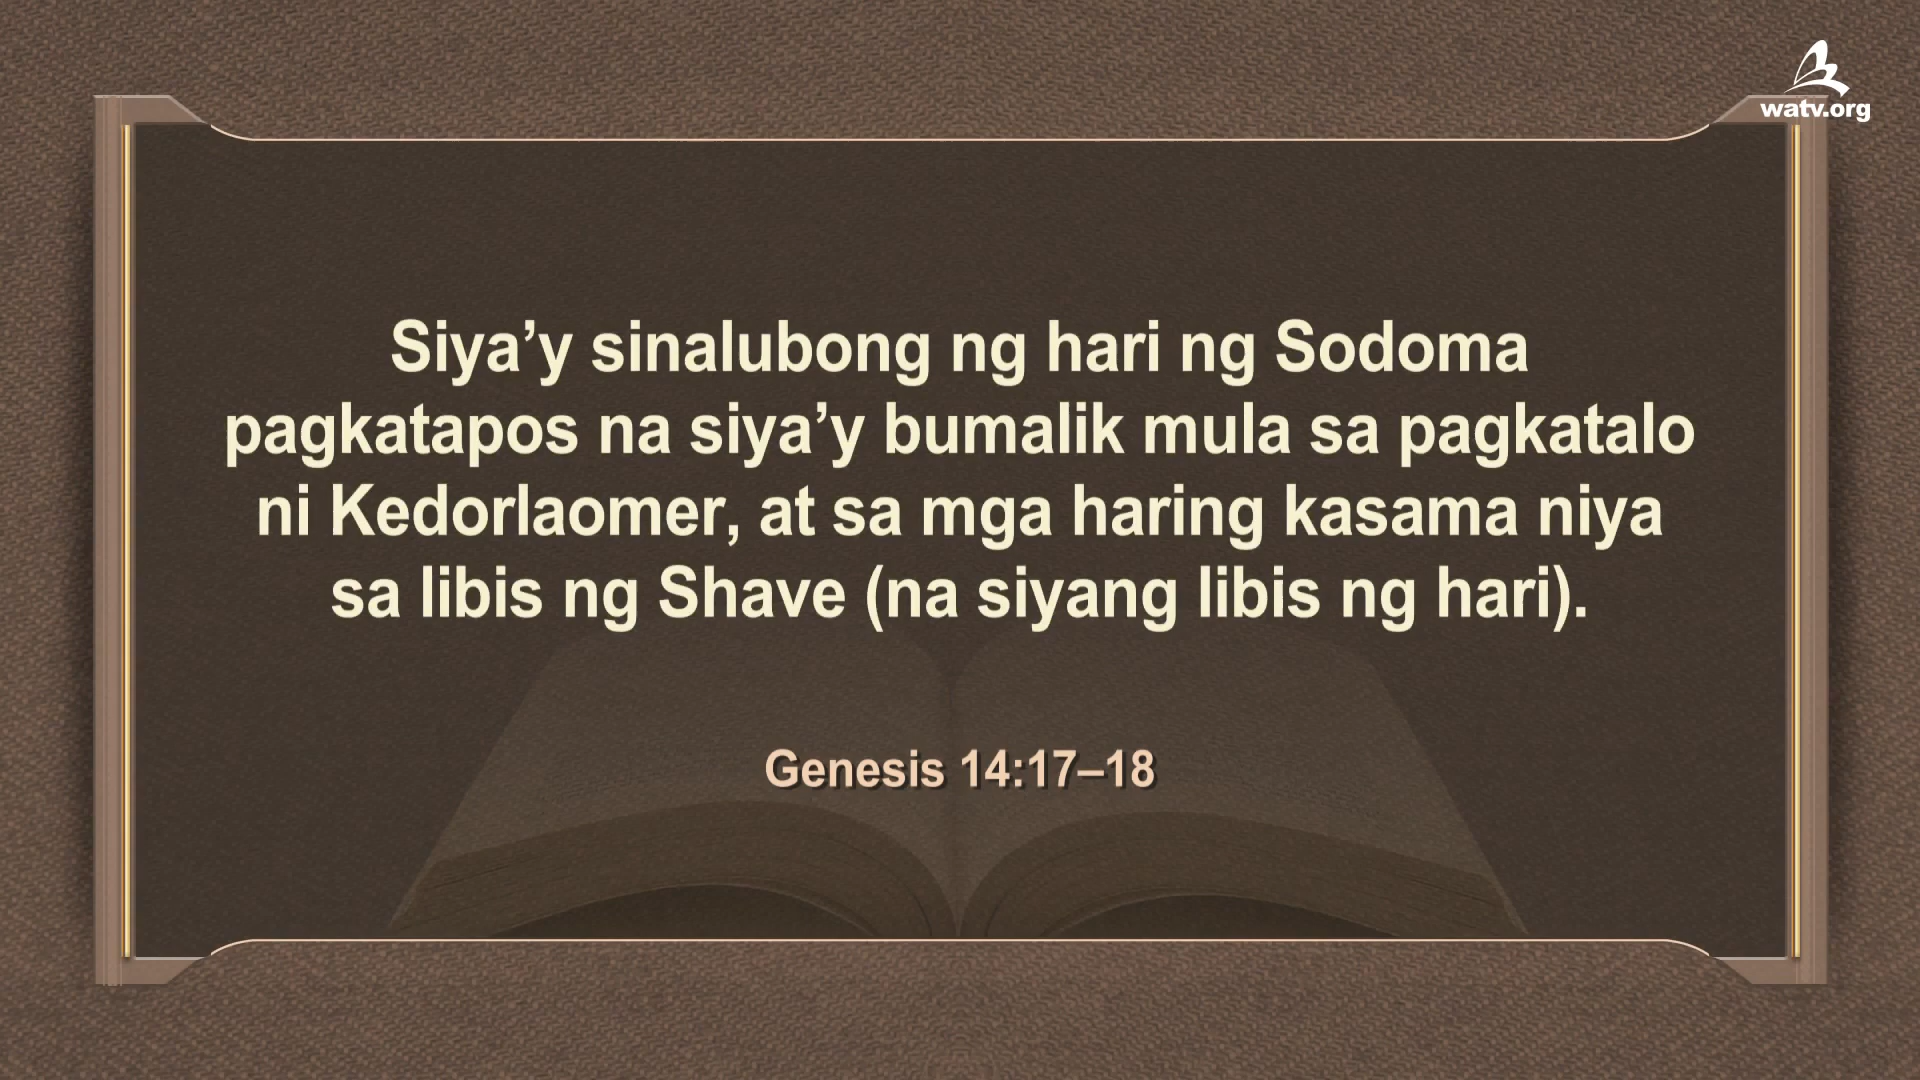 watv.org
Siya’y sinalubong ng hari ng Sodoma
pagkatapos na siya’y bumalik mula sa pagkatalo
ni Kedorlaomer, at sa mga haring kasama niya
sa libis ng Shave (na siyang libis ng hari).
Genesis 14:17–18